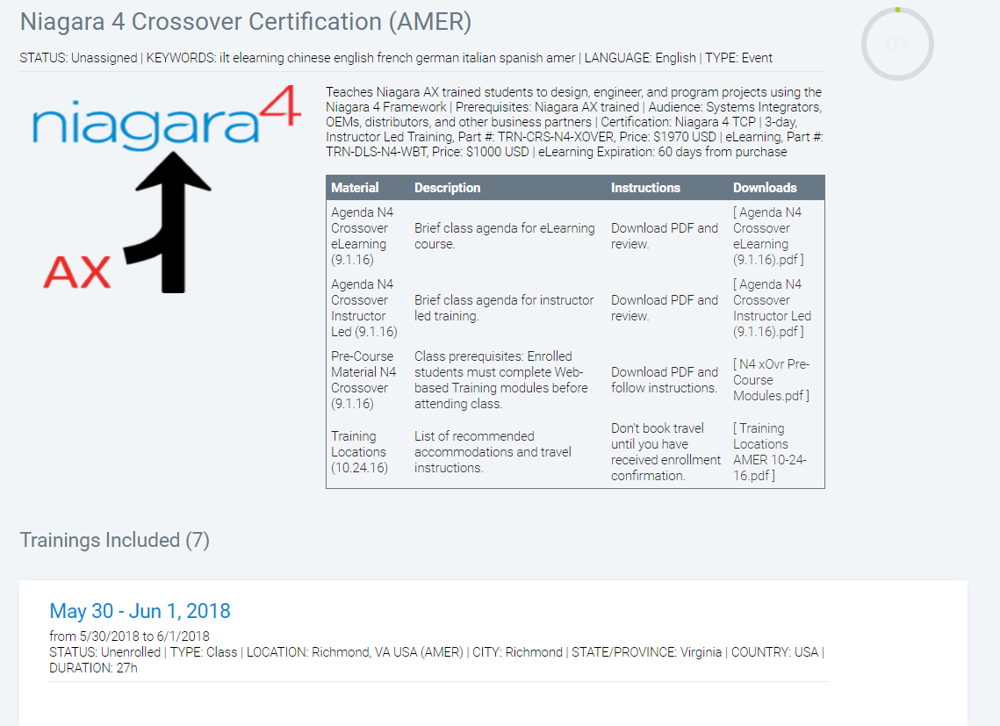 Niagara 4 Crossover Certification (AMER)
0%
STATUS: Unassigned | KEYWORDS: ilt elearning chinese english french german italian spanish amer | LANGUAGE: English | TYPE: Event
niagara4
AX
Teaches Niagara AX trained students to design, engineer, and program projects using the
Niagara 4 Framework | Prerequisites: Niagara AX trained | Audience: Systems Integrators,
OEMs, distributors, and other business partners | Certification: Niagara 4 TCP | 3-day,
Instructor Led Training, Part #: TRN-CRS-N4-XOVER, Price: $1970 USD | eLearning, Part #:
TRN-DLS-N4-WBT, Price: $1000 USD | eLearning Expiration: 60 days from purchase
Material Description Instructions Downloads
Agenda N4
Crossover
eLearning
(9.1.16)
Brief class agenda for eLearning
course.
Download PDF and
review.
[ Agenda N4
Crossover
eLearning
(9.1.16).pdf ]
Agenda N4
Crossover
Instructor
Led (9.1.16)
Brief class agenda for instructor
led training.
Download PDF and
review.
[ Agenda N4
Crossover
Instructor Led
(9.1.16).pdf ]
Pre-Course
Material N4
Crossover
(9.1.16)
Class prerequisites: Enrolled
students must complete Web-
based Training modules before
attending class.
Download PDF and
follow instructions.
[ N4 xOvr Pre-
Course
Modules.pdf ]
Training
Locations
(10.24.16)
List of recommended
accommodations and travel
instructions.
Don't book travel
until you have
received enrollment
confirmation.
[ Training
Locations
AMER 10-24-
16.pdf ]
Trainings Included (7)
May 30 - Jun 1, 2018
from 5/30/2018 to 6/1/2018
STATUS: Unenrolled | TYPE: Class | LOCATION: Richmond, VA USA (AMER) | CITY: Richmond | STATE/PROVINCE: Virginia | COUNTRY: USA |
DURATION: 27h